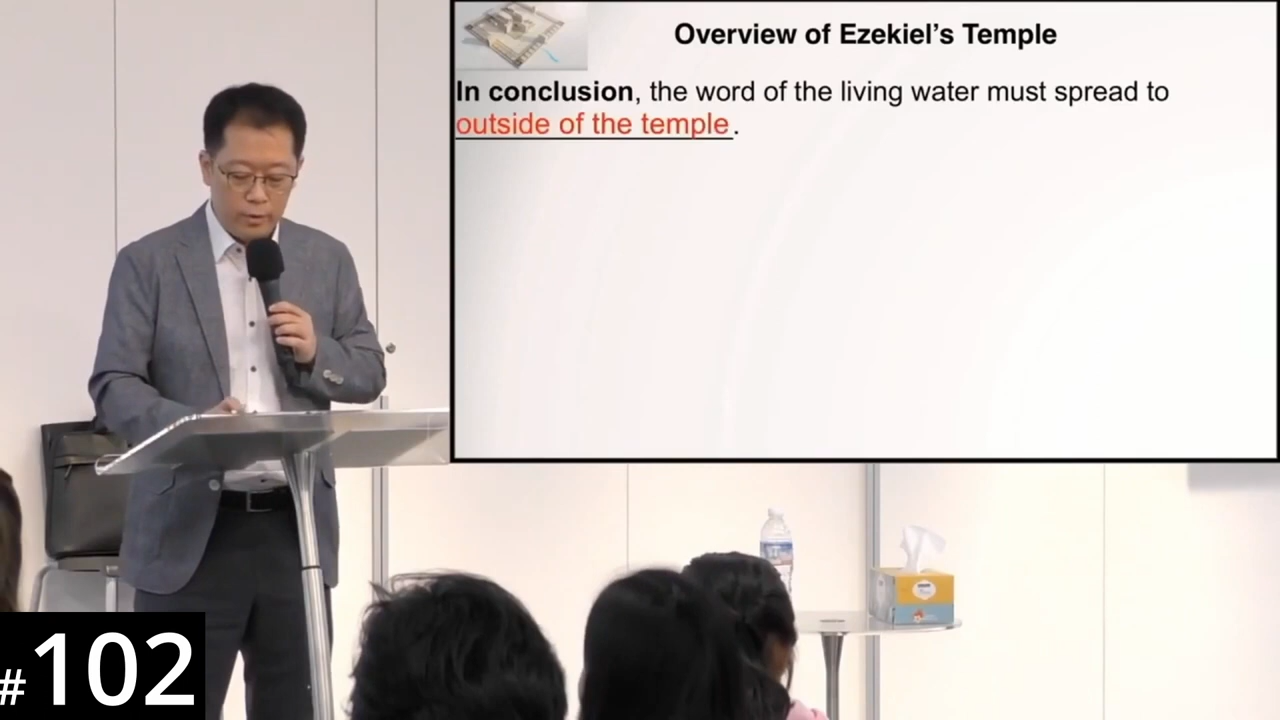 Overview of Ezekiel's Temple
In conclusion, the word of the living water must spread to
outside of the temple.
#102